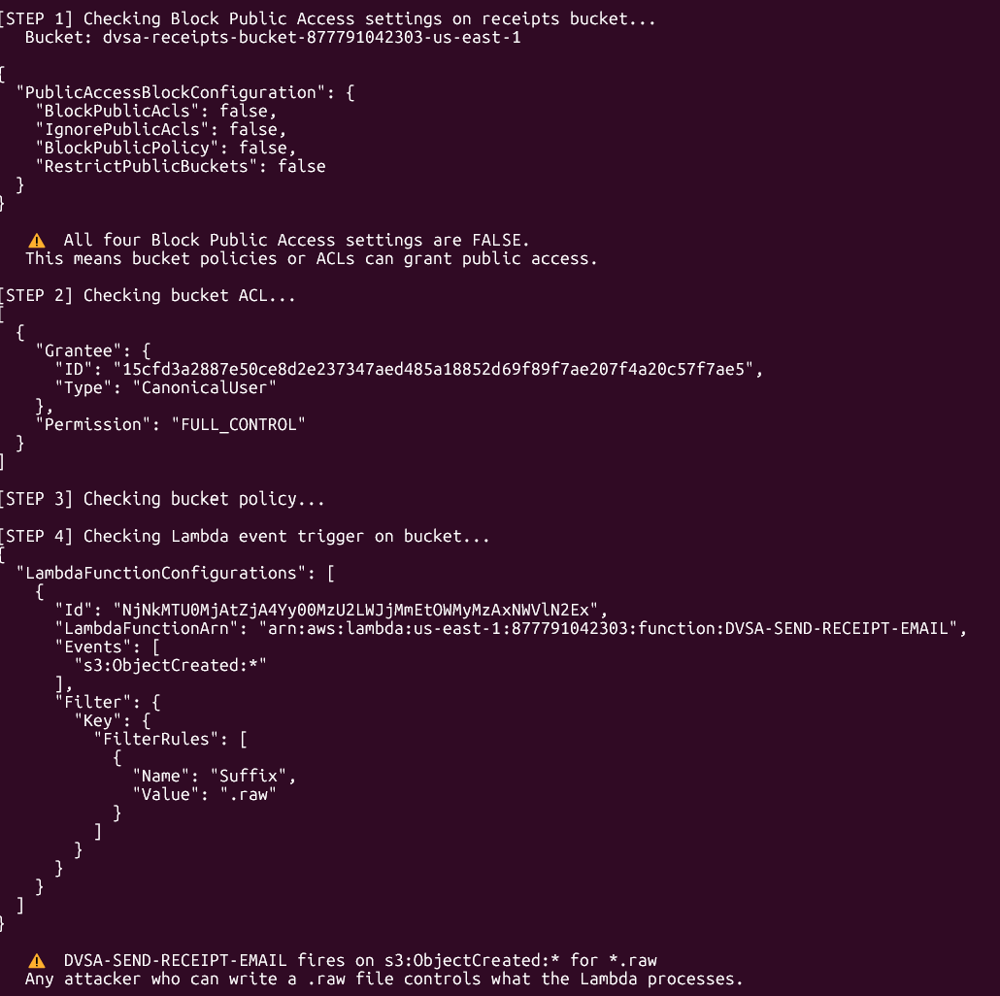 [STEP 1] Checking Block Public Access settings on receipts bucket...
Bucket: dvsa-receipts-bucket-877791042303-us-east-1
{
"PublicAccessBlockConfiguration": {
"BlockPublicAcls": false,
"IgnorePublicAcls": false,
"BlockPublicPolicy": false,
"RestrictPublicBuckets": false
}
}
⚠ All four Block Public Access settings are FALSE.
This means bucket policies or ACLs can grant public access.
[STEP 2] Checking bucket ACL...
[
{
"Grantee": {
"ID": "15cfd3a2887e50ce8d2e237347aed485a18852d69f89f7ae207f4a20c57f7ae5",
"Type": "CanonicalUser"
},
"Permission": "FULL_CONTROL"
}
]
[STEP 3] Checking bucket policy...
[STEP 4] Checking Lambda event trigger on bucket...
{
"LambdaFunctionConfigurations": [
{
"Id": "NjNkMTU0MjAtZjA4Yy00MzU2LWJjMmEtOWMyMzAxNWVlN2Ex",
"LambdaFunctionArn": "arn:aws:lambda:us-east-1:877791042303:function:DVSA-SEND-RECEIPT-EMAIL",
"Events": [
"s3:ObjectCreated:*"
],
"Filter": {
"Key": {
"FilterRules": [
{
"Name": "Suffix",
"Value": ".raw"
}
]
}
}
}
]
}
⚠ DVSA-SEND-RECEIPT-EMAIL fires on s3:ObjectCreated:* for *.raw
Any attacker who can write a .raw file controls what the Lambda processes.